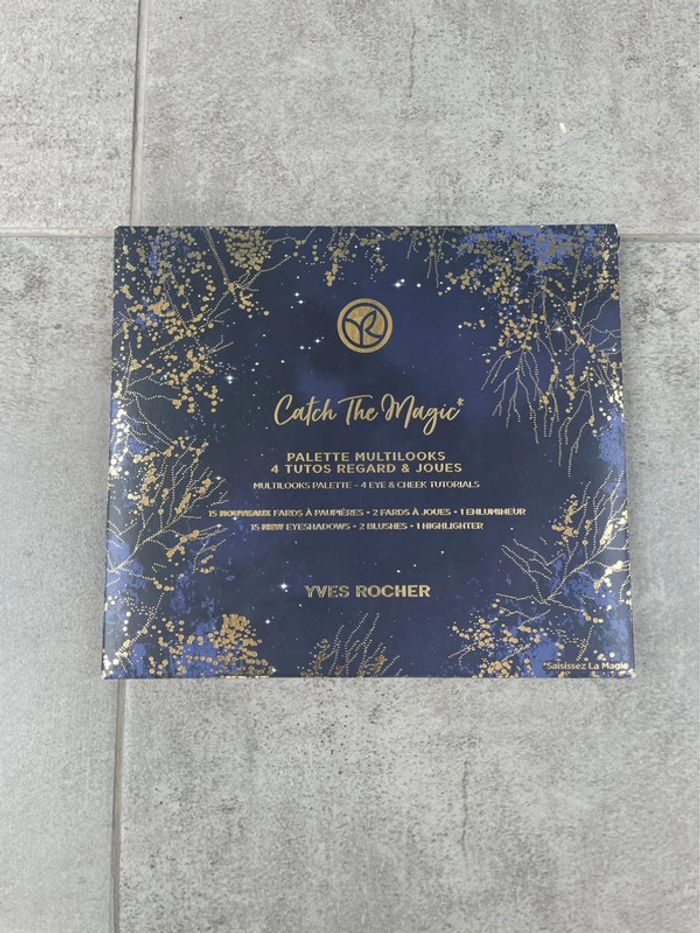 Catch The Magic*
PALETTE MULTILOOKS
4 TUTOS REGARD & JOUES
MULTILOOKS PALETTE - 4 EYE & CHEEK TUTORIALS
15 NOUVEAUX FARDS À PAUPIÈRES • 2 FARDS À JOUES • 1 ENLUMINEUR
15 NEW EYESHADOWS • 2 BLUSHES • 1 HIGHLIGHTER
YVES ROCHER
*Saisissez La Magie